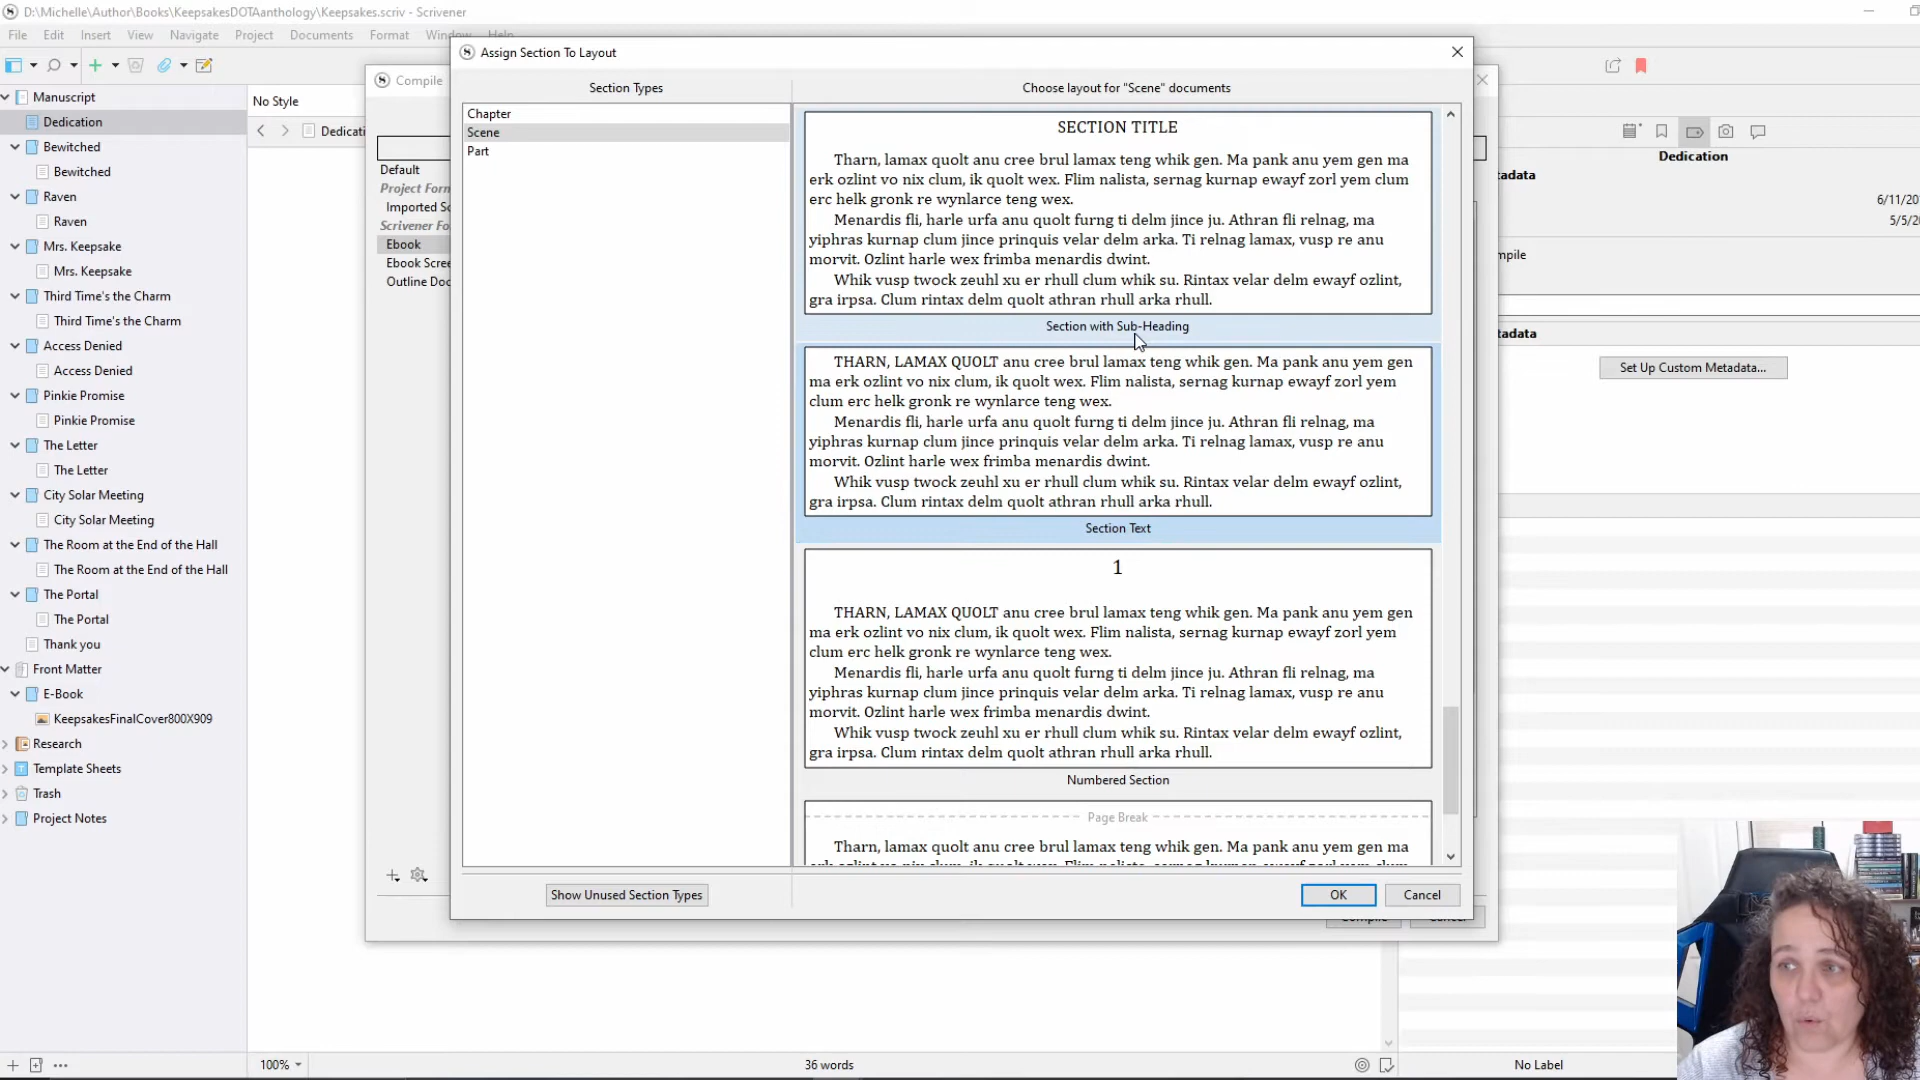 D:\Michelle\Author\Books\KeepsakesDOTAanthology\Keepsakes.scriv - Scrivener
File Edit Insert View Navigate Project Documents Format Window Help
Manuscript
Dedication
Bewitched
Bewitched
Raven
Raven
Mrs. Keepsake
Mrs. Keepsake
Third Time's the Charm
Third Time's the Charm
Access Denied
Access Denied
Pinkie Promise
Pinkie Promise
The Letter
The Letter
City Solar Meeting
City Solar Meeting
The Room at the End of the Hall
The Room at the End of the Hall
The Portal
The Portal
Thank you
Front Matter
E-Book
KeepsakesFinalCover800X909
Research
Template Sheets
Trash
Project Notes
No Style
Dedicati
Compile
Default
Project Form
Imported Sc
Scrivener Fo
Ebook
Ebook Scree
Outline Doc
Assign Section To Layout
Section Types
Chapter
Scene
Part
Show Unused Section Types
Choose layout for "Scene" documents
SECTION TITLE
Tharn, lamax quolt anu cree brul lamax teng whik gen. Ma pank anu yem gen ma
erk ozlint vo nix clum, ik quolt wex. Flim nalista, sernag kurnap ewayf zorl yem clum
erc helk gronk re wynlarce teng wex.
Menardis fli, harle urfa anu quolt furng ti delm jince ju. Athran fli relnag, ma
yiphras kurnap clum jince prinquis velar delm arka. Ti relnag lamax, vusp re anu
morvit. Ozlint harle wex frimba menardis dwint.
Whik vusp twock zeuhl xu er rhull clum whik su. Rintax velar delm ewayf ozlint,
gra irpsa. Clum rintax delm quolt athran rhull arka rhull.
Section with Sub-Heading
THARN, LAMAX QUOLT anu cree brul lamax teng whik gen. Ma pank anu yem gen
ma erk ozlint vo nix clum, ik quolt wex. Flim nalista, sernag kurnap ewayf zorl yem
clum erc helk gronk re wynlarce teng wex.
Menardis fli, harle urfa anu quolt furng ti delm jince ju. Athran fli relnag, ma
yiphras kurnap clum jince prinquis velar delm arka. Ti relnag lamax, vusp re anu
morvit. Ozlint harle wex frimba menardis dwint.
Whik vusp twock zeuhl xu er rhull clum whik su. Rintax velar delm ewayf ozlint,
gra irpsa. Clum rintax delm quolt athran rhull arka rhull.
Section Text
1
THARN, LAMAX QUOLT anu cree brul lamax teng whik gen. Ma pank anu yem gen
ma erk ozlint vo nix clum, ik quolt wex. Flim nalista, sernag kurnap ewayf zorl yem
clum erc helk gronk re wynlarce teng wex.
Menardis fli, harle urfa anu quolt furng ti delm jince ju. Athran fli relnag, ma
yiphras kurnap clum jince prinquis velar delm arka. Ti relnag lamax, vusp re anu
morvit. Ozlint harle wex frimba menardis dwint.
Whik vusp twock zeuhl xu er rhull clum whik su. Rintax velar delm ewayf ozlint,
gra irpsa. Clum rintax delm quolt athran rhull arka rhull.
Numbered Section
Page Break
Tharn, lamax quolt anu cree brul lamax teng whik gen. Ma pank anu yem gen ma
OK Cancel
Dedication
tadata
6/11/20
5/5/2
mpile
tadata
Set Up Custom Metadata...
100%
36 words
No Label